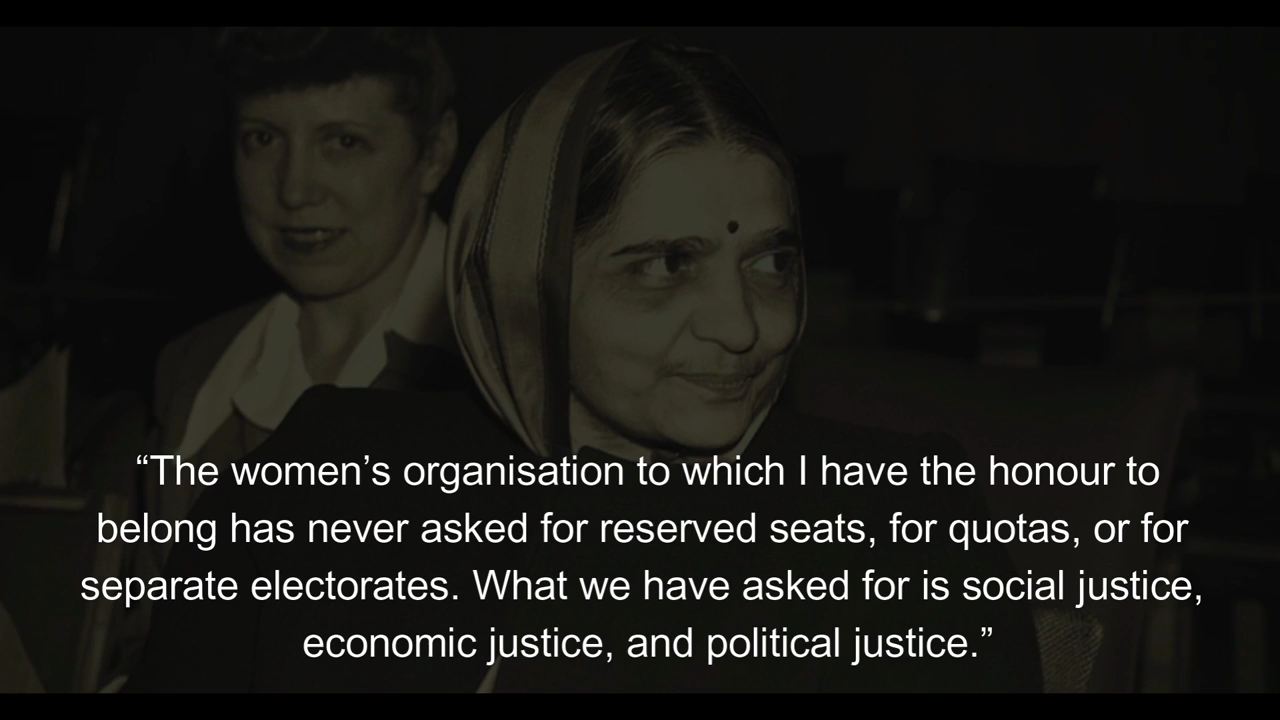 “The women’s organisation to which I have the honour to
belong has never asked for reserved seats, for quotas, or for
separate electorates. What we have asked for is social justice,
economic justice, and political justice.”